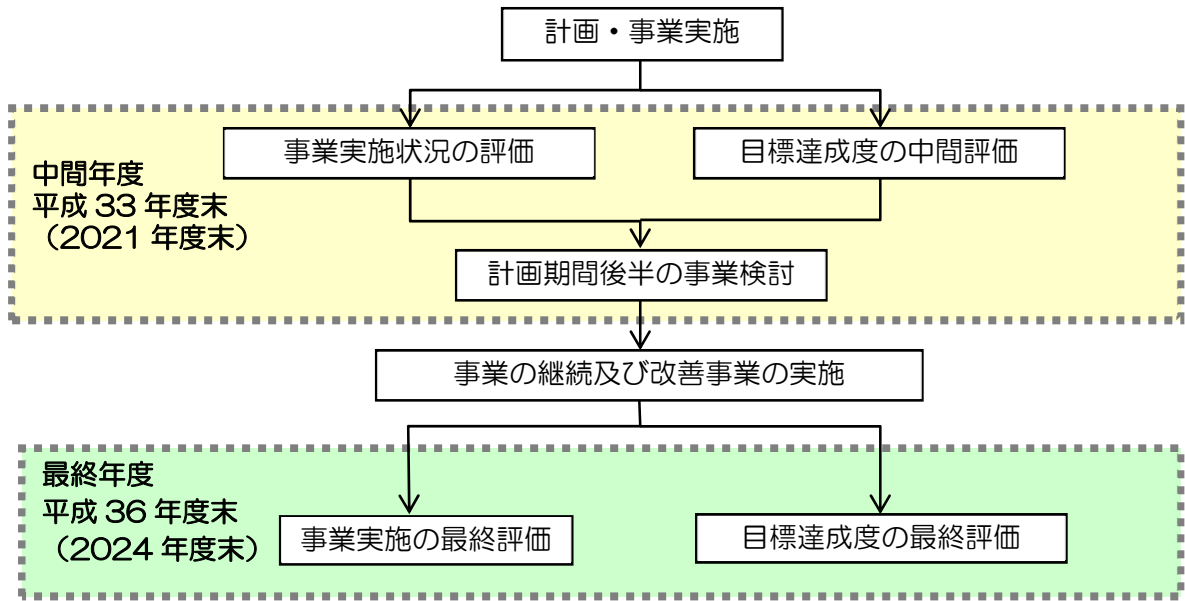 計画・事業実施
事業実施状況の評価
目標達成度の中間評価
中間年度
平成 33 年度末
（2021 年度末）
計画期間後半の事業検討
事業の継続及び改善事業の実施
最終年度
平成 36 年度末
（2024 年度末）
事業実施の最終評価
目標達成度の最終評価